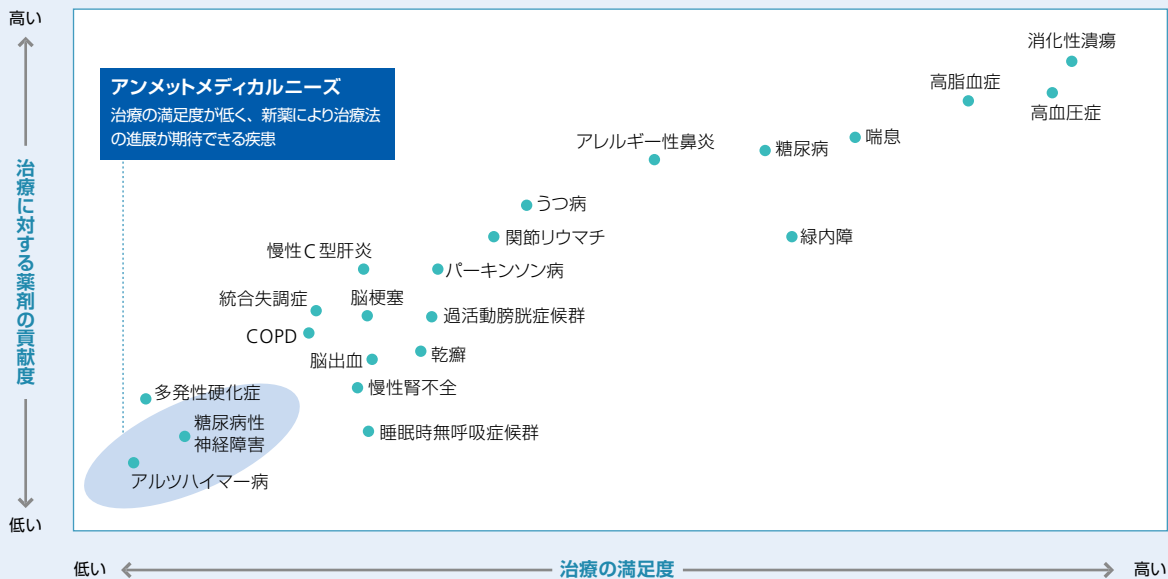 高い
治療に対する薬剤の貢献度
低い
アンメットメディカルニーズ
治療の満足度が低く、新薬により治療法
の進展が期待できる疾患
消化性潰瘍
高脂血症
高血圧症
アレルギー性鼻炎
糖尿病
喘息
うつ病
関節リウマチ
緑内障
慢性C型肝炎
パーキンソン病
統合失調症
脳梗塞
過活動膀胱症候群
COPD
脳出血
乾癬
慢性腎不全
多発性硬化症
糖尿病性
神経障害
睡眠時無呼吸症候群
アルツハイマー病
低い
治療の満足度
高い